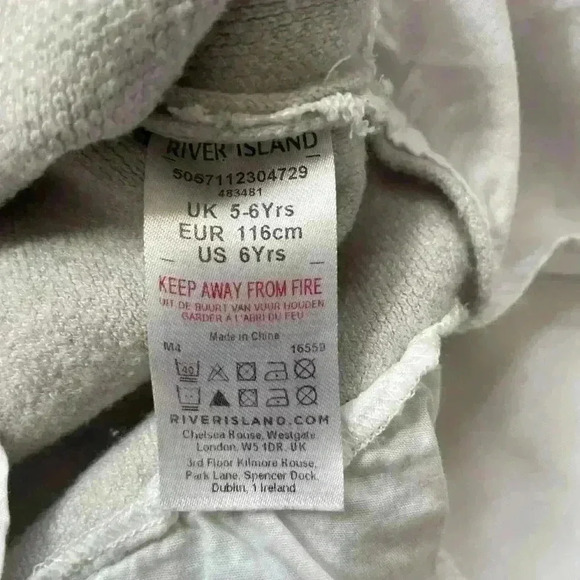 RIVER ISLAND
5057112304729
483481
UK 5-6Yrs
EUR 116cm
US 6Yrs
KEEP AWAY FROM FIRE
UIT DE BUURT VAN VUUR HOUDEN
GARDER À L'ABRI DU FEU
Made in China
M4 16559
40
RIVERISLAND.COM
Chelsea House, Westgate
London, W5 1DR, UK
3rd Floor Kilmore House,
Park Lane, Spencer Dock,
Dublin, 1 Ireland